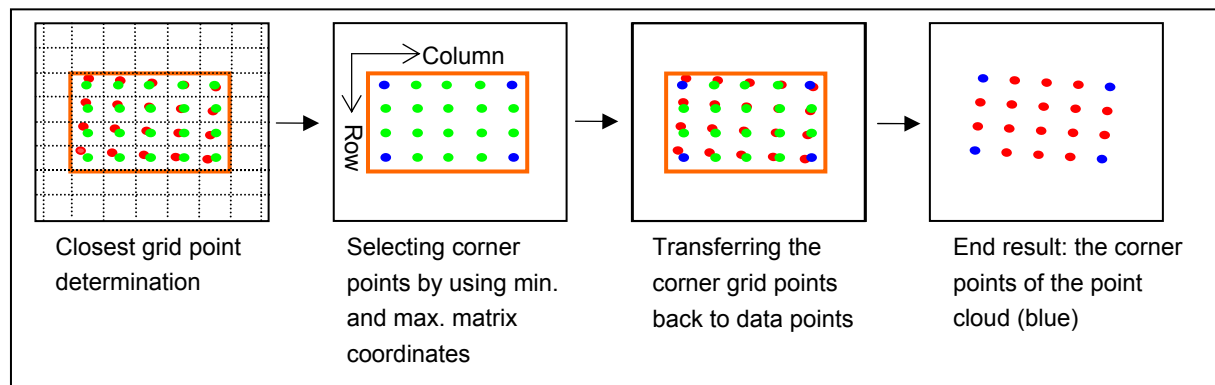 Column
Row
Closest grid point
determination
Selecting corner
points by using min.
and max. matrix
coordinates
Transferring the
corner grid points
back to data points
End result: the corner
points of the point
cloud (blue)